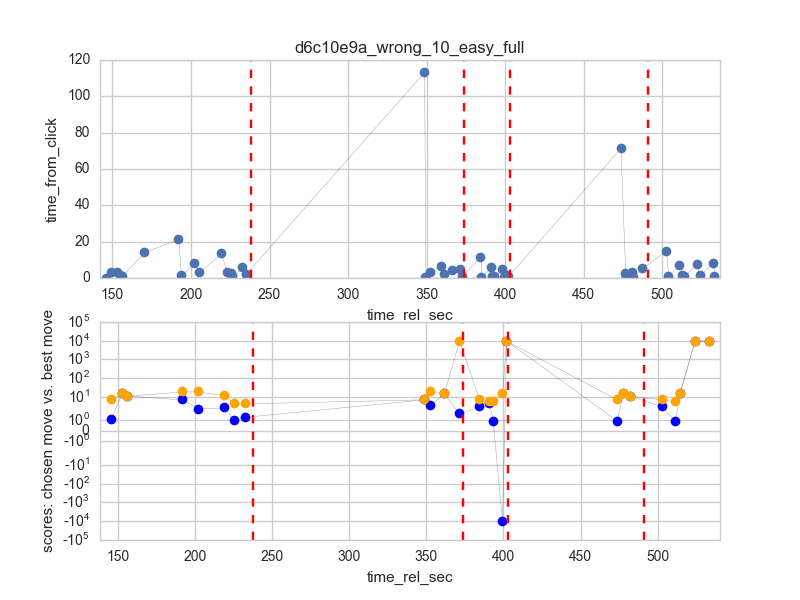 d6c10e9a_wrong_10_easy_full
120
100
80
60
40
20
0
time_from_click
150 200 250 300 350 400 450 500
time_rel_sec
10^5
10^4
10^3
10^2
10^1
10^0
0
-10^0
-10^1
-10^2
-10^3
-10^4
-10^5
scores: chosen move vs. best move
150 200 250 300 350 400 450 500
time_rel_sec